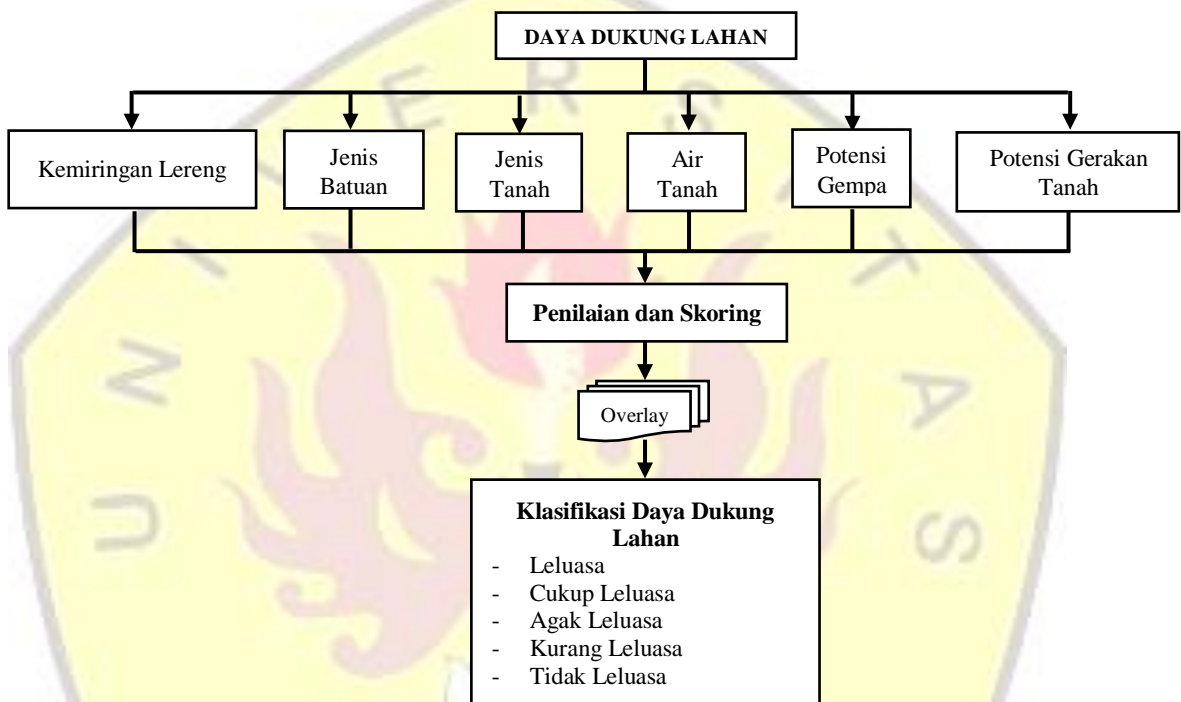 DAYA DUKUNG LAHAN
Kemiringan Lereng
Jenis
Batuan
Jenis
Tanah
Air
Tanah
Potensi
Gempa
Potensi Gerakan
Tanah
Penilaian dan Skoring
Overlay
Klasifikasi Daya Dukung
Lahan
- Leluasa
- Cukup Leluasa
- Agak Leluasa
- Kurang Leluasa
- Tidak Leluasa
UNIVERSITAS